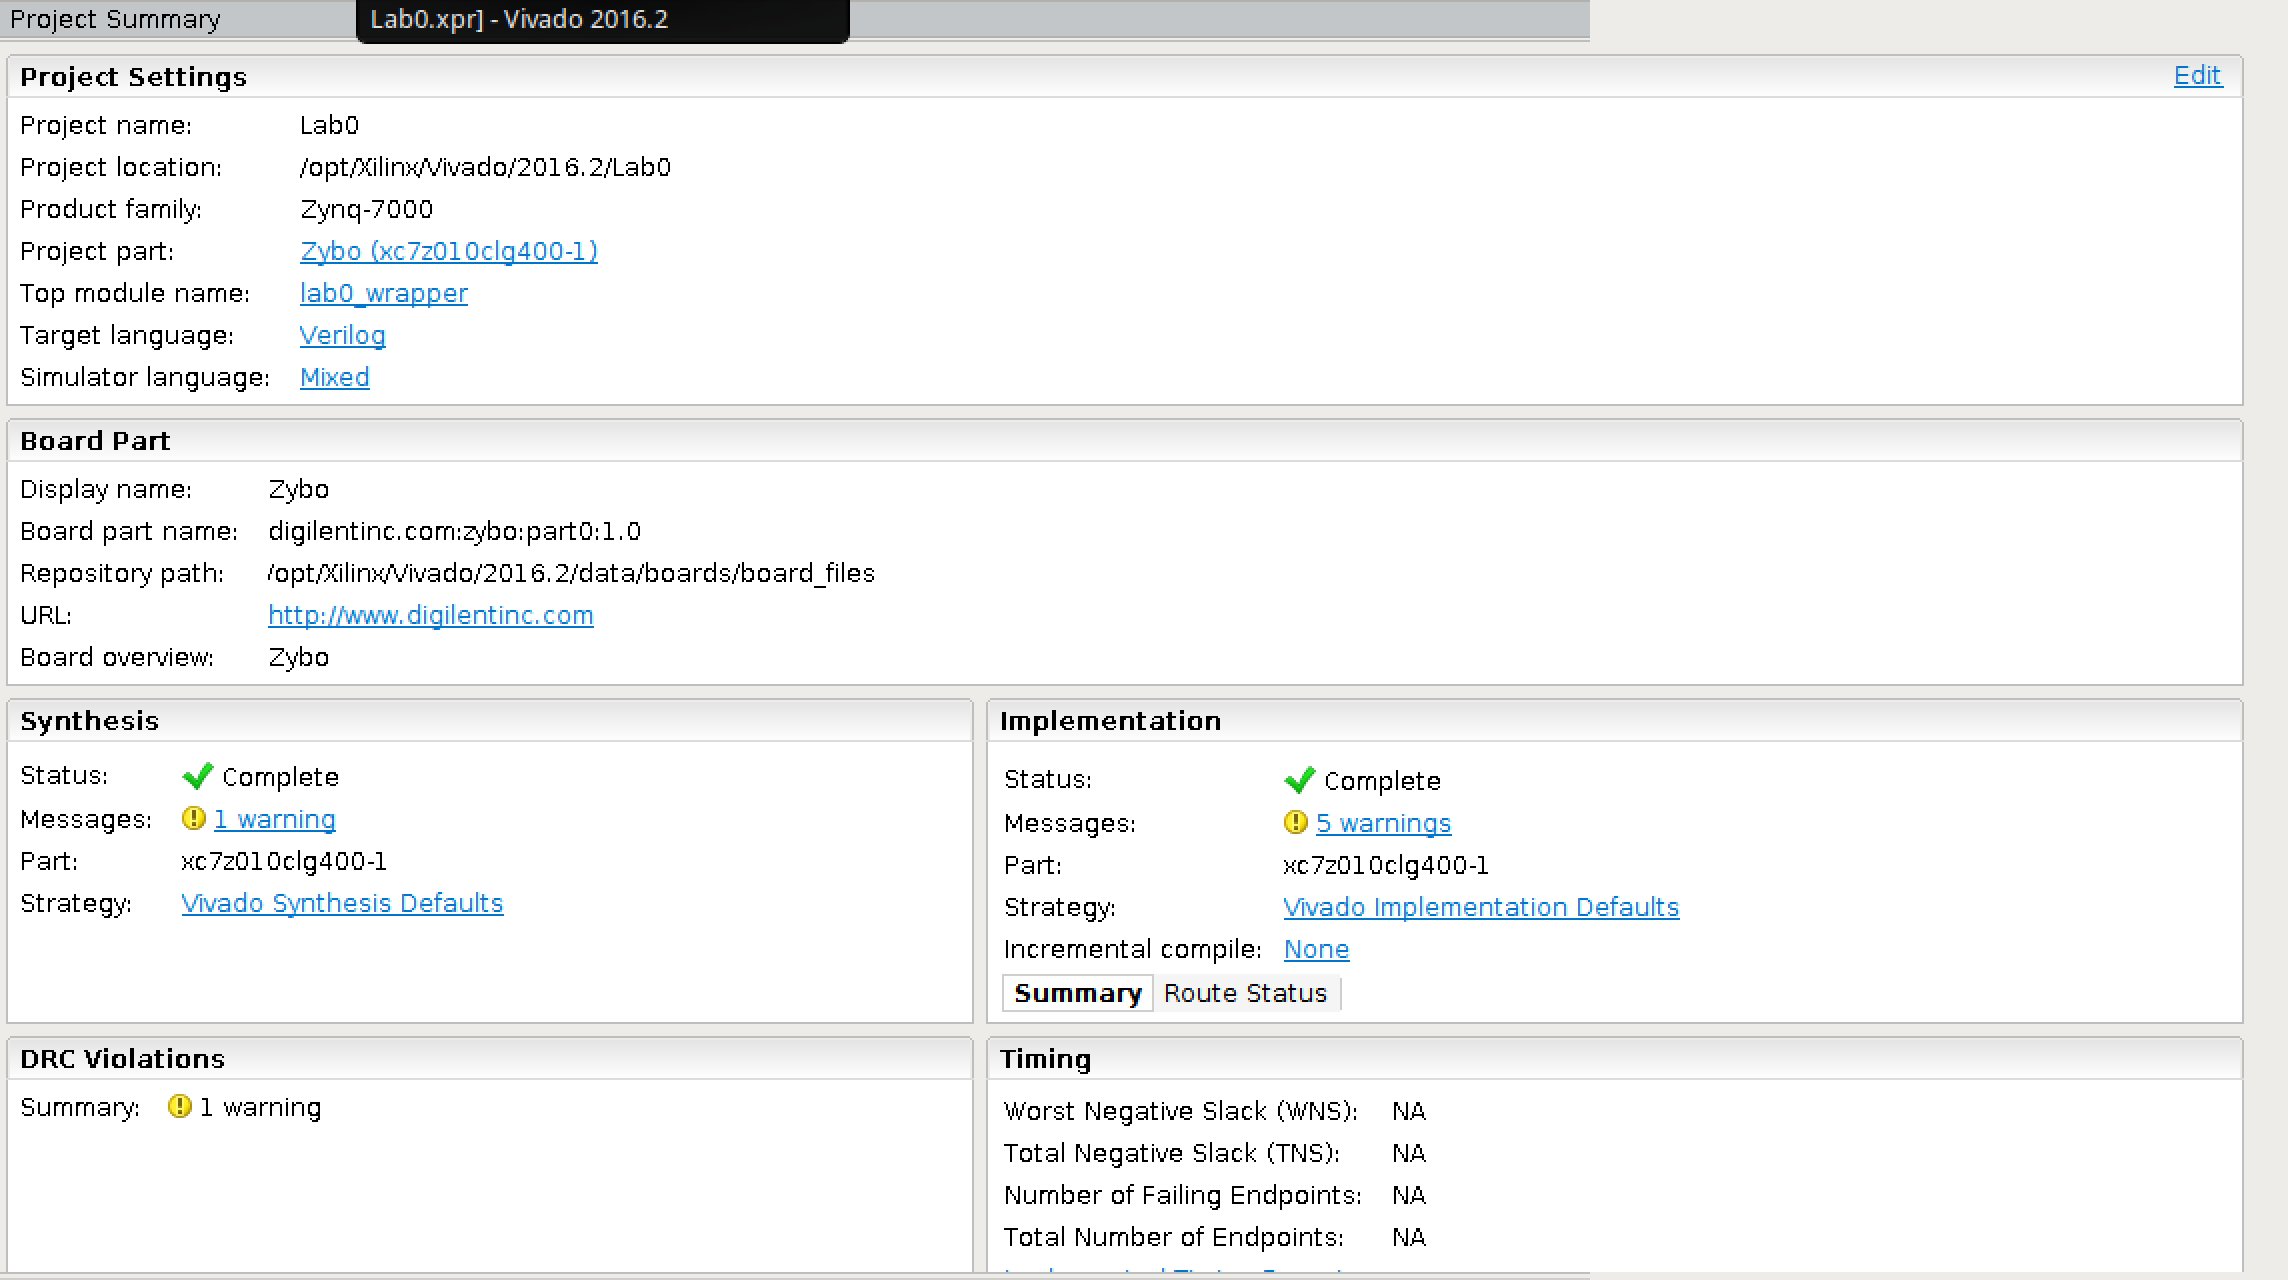 Project Summary
Lab0.xpr] - Vivado 2016.2
Project Settings
Edit
Project name: Lab0
Project location: /opt/Xilinx/Vivado/2016.2/Lab0
Product family: Zynq-7000
Project part: Zybo (xc7z010clg400-1)
Top module name: lab0_wrapper
Target language: Verilog
Simulator language: Mixed
Board Part
Display name: Zybo
Board part name: digilentinc.com:zybo:part0:1.0
Repository path: /opt/Xilinx/Vivado/2016.2/data/boards/board_files
URL: http://www.digilentinc.com
Board overview: Zybo
Synthesis
Status: Complete
Messages: 1 warning
Part: xc7z010clg400-1
Strategy: Vivado Synthesis Defaults
Implementation
Status: Complete
Messages: 5 warnings
Part: xc7z010clg400-1
Strategy: Vivado Implementation Defaults
Incremental compile: None
Summary Route Status
DRC Violations
Summary: 1 warning
Timing
Worst Negative Slack (WNS): NA
Total Negative Slack (TNS): NA
Number of Failing Endpoints: NA
Total Number of Endpoints: NA